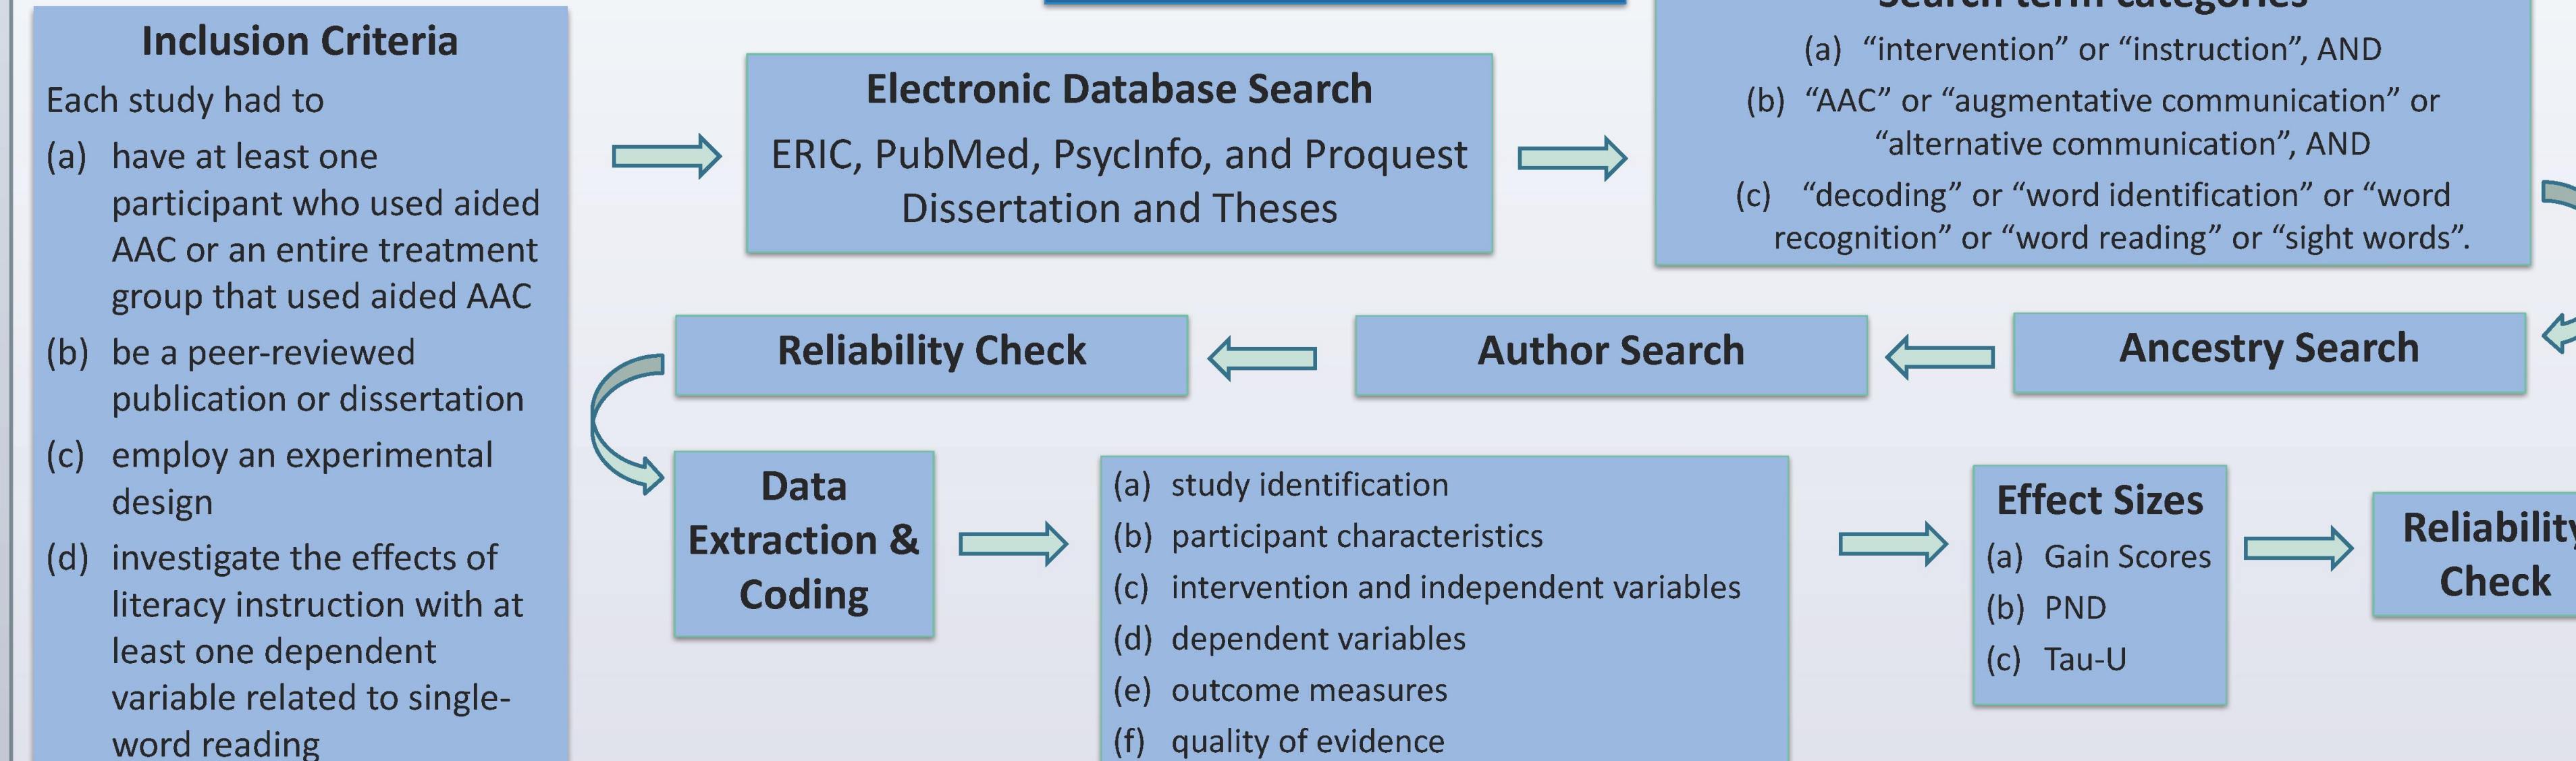 Inclusion Criteria
Each study had to
(a) have at least one
participant who used aided
AAC or an entire treatment
group that used aided AAC
(b) be a peer-reviewed
publication or dissertation
(c) employ an experimental
design
(d) investigate the effects of
literacy instruction with at
least one dependent
variable related to single-
word reading
Electronic Database Search
ERIC, PubMed, PsycInfo, and Proquest
Dissertation and Theses
Search term categories
(a) “intervention” or “instruction”, AND
(b) “AAC” or “augmentative communication” or
“alternative communication”, AND
(c) “decoding” or “word identification” or “word
recognition” or “word reading” or “sight words”.
Ancestry Search
Author Search
Reliability Check
Data
Extraction &
Coding
(a) study identification
(b) participant characteristics
(c) intervention and independent variables
(d) dependent variables
(e) outcome measures
(f) quality of evidence
Effect Sizes
(a) Gain Scores
(b) PND
(c) Tau-U
Reliability
Check